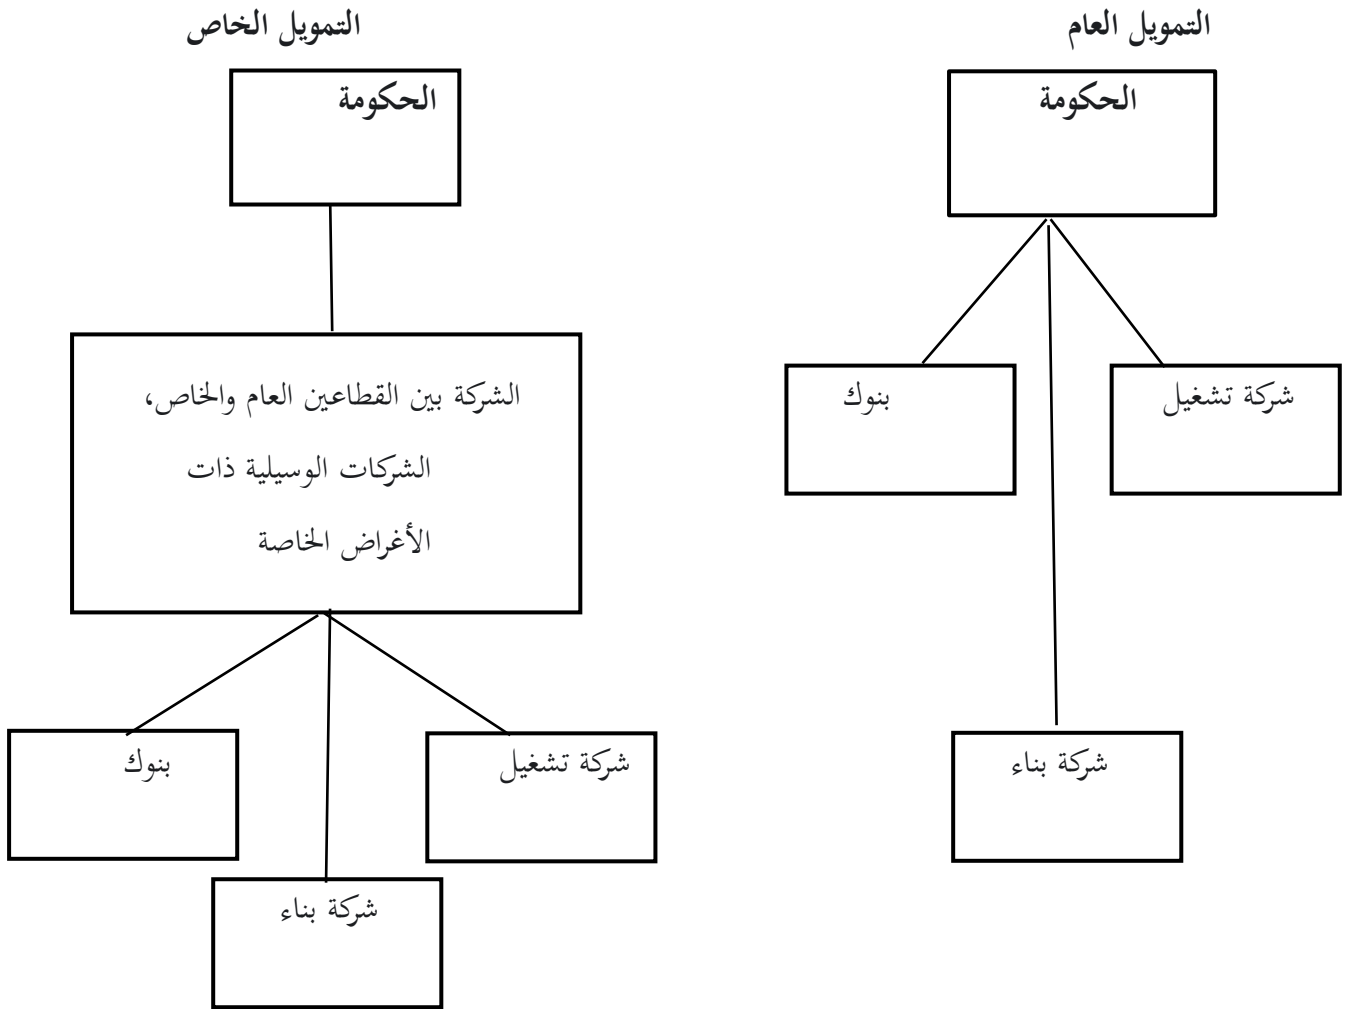 التمويل العام
الحكومة
شركة تشغيل
بنوك
شركة بناء
التمويل الخاص
الحكومة
الشركة بين القطاعين العام والخاص،
الشركات الوسيلية ذات
الأغراض الخاصة
شركة تشغيل
بنوك
شركة بناء